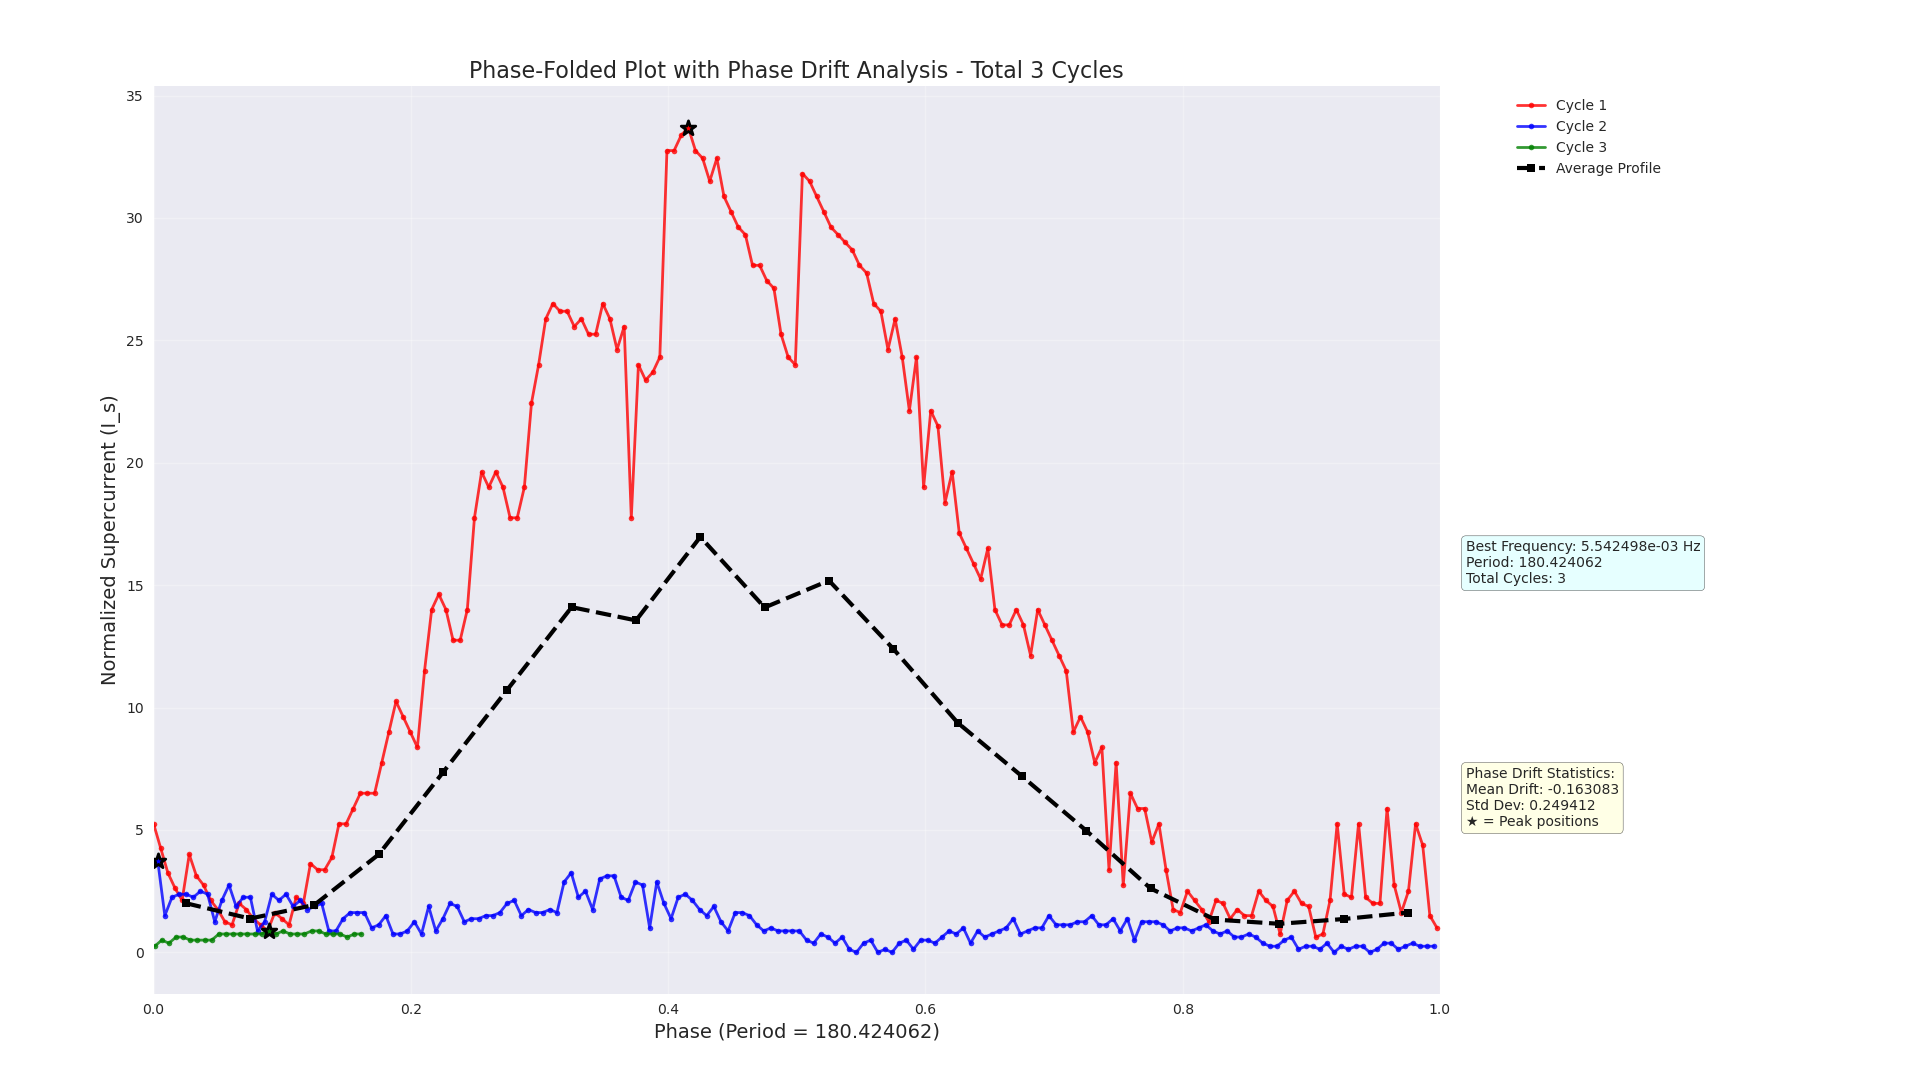 Phase-Folded Plot with Phase Drift Analysis - Total 3 Cycles
Normalized Supercurrent (I_s)
35
30
25
20
15
10
5
0
0.0 0.2 0.4 0.6 0.8 1.0
Phase (Period = 180.424062)
Cycle 1
Cycle 2
Cycle 3
Average Profile
Best Frequency: 5.542498e-03 Hz
Period: 180.424062
Total Cycles: 3
Phase Drift Statistics:
Mean Drift: -0.163083
Std Dev: 0.249412
★ = Peak positions